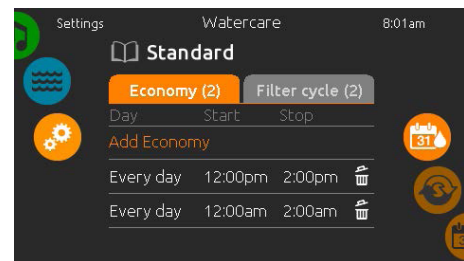 Settings Watercare 8:01am
Standard
Economy (2) Filter cycle (2)
Day Start Stop
Add Economy
Every day 12:00pm 2:00pm
Every day 12:00am 2:00am
31